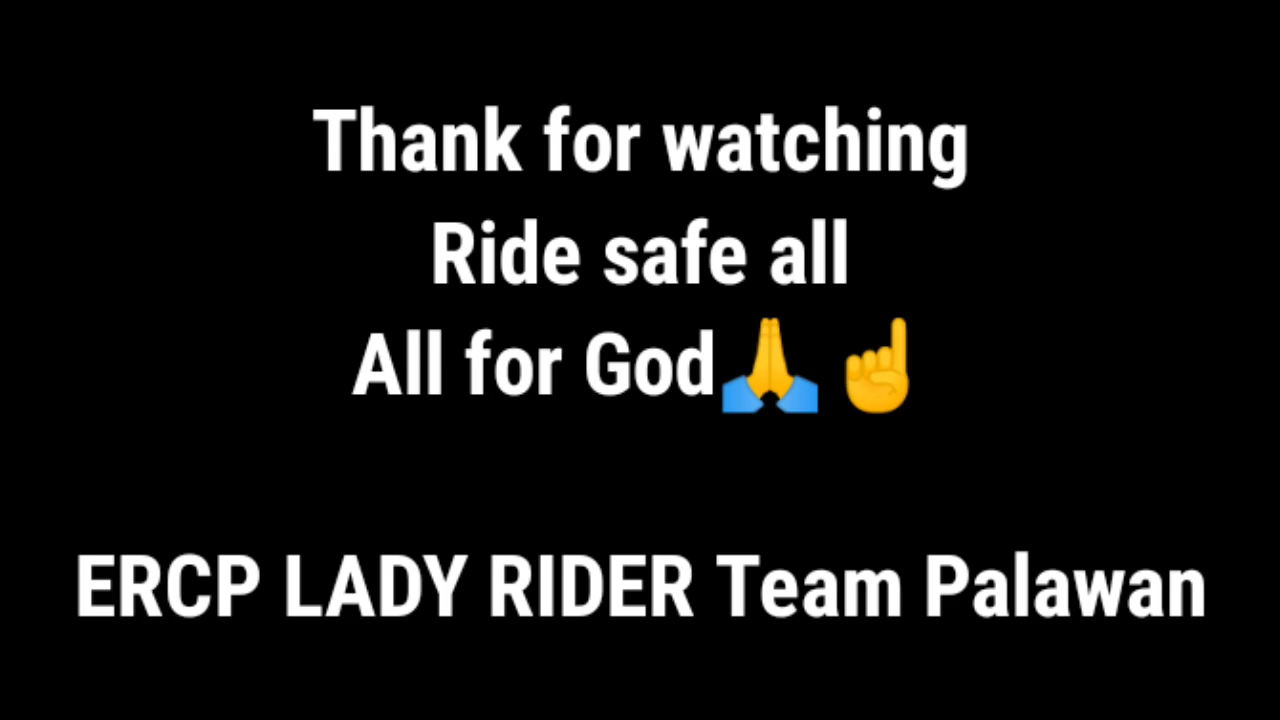 Thank for watching
Ride safe all
All for God🙏☝
ERCP LADY RIDER Team Palawan